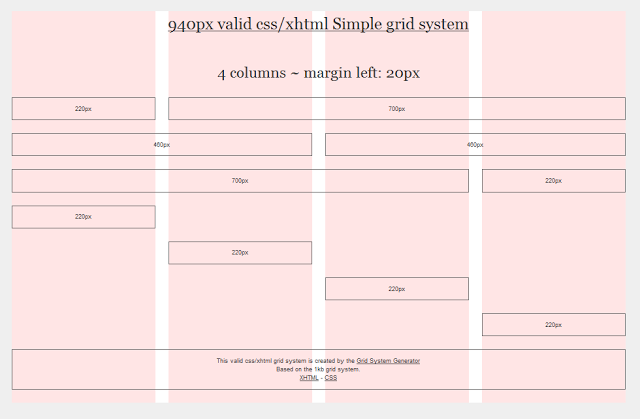 940px valid css/xhtml Simple grid system
4 columns ~ margin left: 20px
220px 700px
460px 460px
700px 220px
220px
220px
220px
220px
This valid css/xhtml grid system is created by the Grid System Generator
Based on the 1kb grid system.
XHTML - CSS